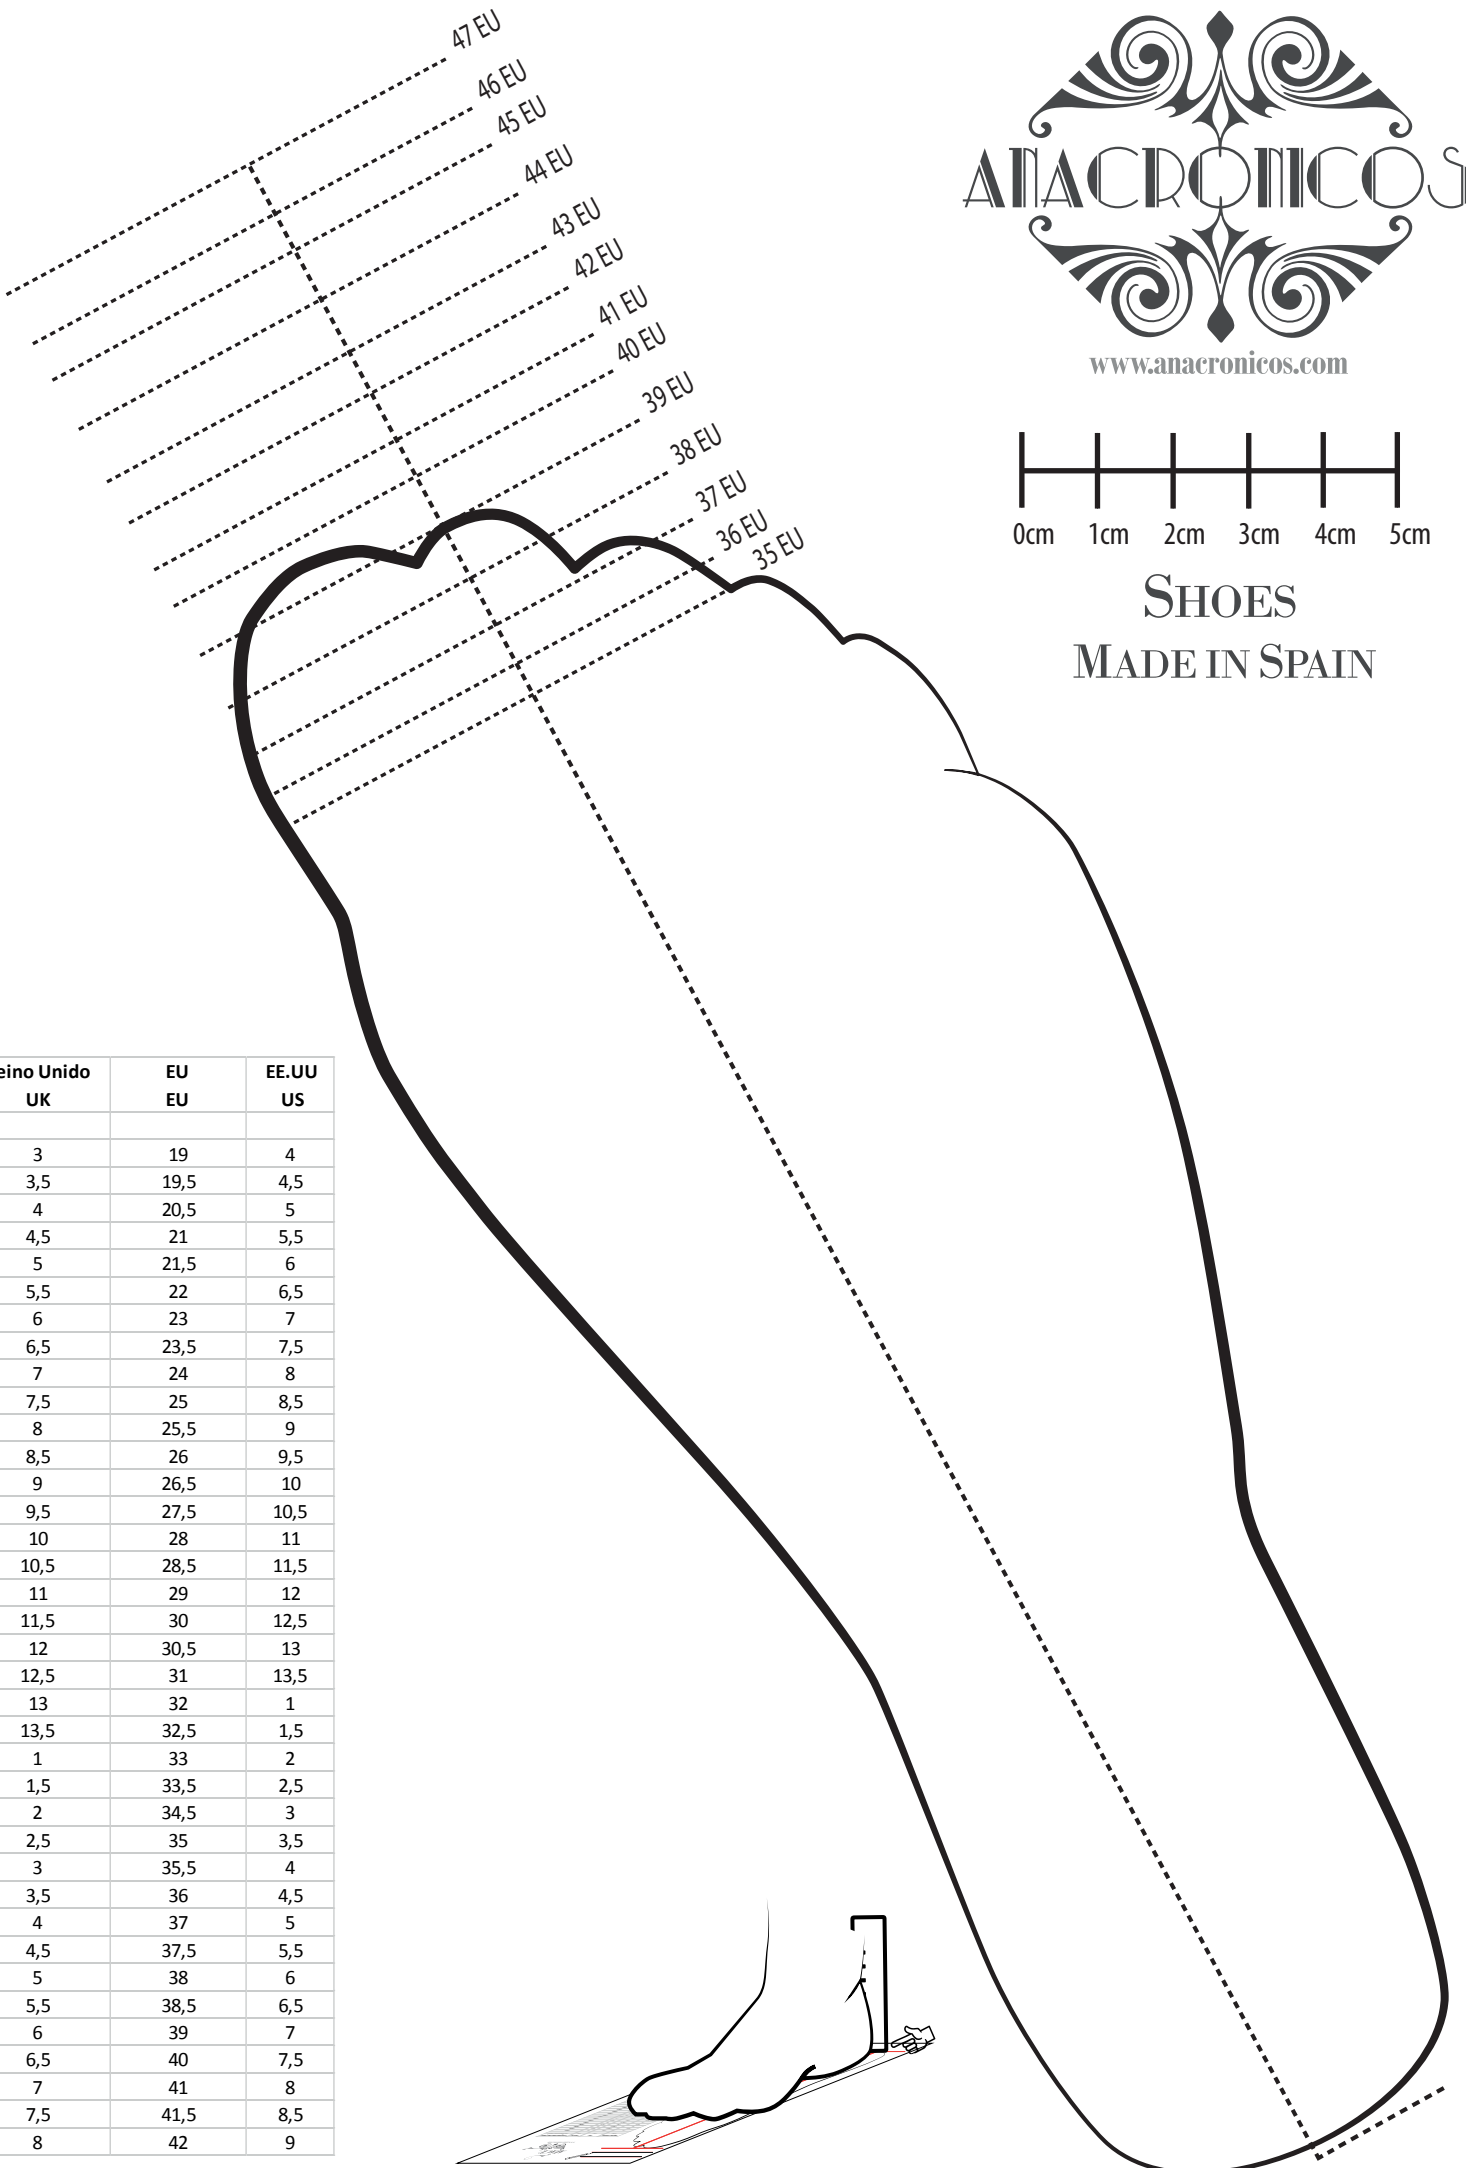 47 EU
46 EU
45 EU
44 EU
43 EU
42 EU
41 EU
40 EU
39 EU
38 EU
37 EU
36 EU
35 EU
ANACRONICOS
www.anacronicos.com
0cm 1cm 2cm 3cm 4cm 5cm
SHOES
MADE IN SPAIN
eino Unido EU EE.UU
UK EU US
3 19 4
3,5 19,5 4,5
4 20,5 5
4,5 21 5,5
5 21,5 6
5,5 22 6,5
6 23 7
6,5 23,5 7,5
7 24 8
7,5 25 8,5
8 25,5 9
8,5 26 9,5
9 26,5 10
9,5 27,5 10,5
10 28 11
10,5 28,5 11,5
11 29 12
11,5 30 12,5
12 30,5 13
12,5 31 13,5
13 32 1
13,5 32,5 1,5
1 33 2
1,5 33,5 2,5
2 34,5 3
2,5 35 3,5
3 35,5 4
3,5 36 4,5
4 37 5
4,5 37,5 5,5
5 38 6
5,5 38,5 6,5
6 39 7
6,5 40 7,5
7 41 8
7,5 41,5 8,5
8 42 9